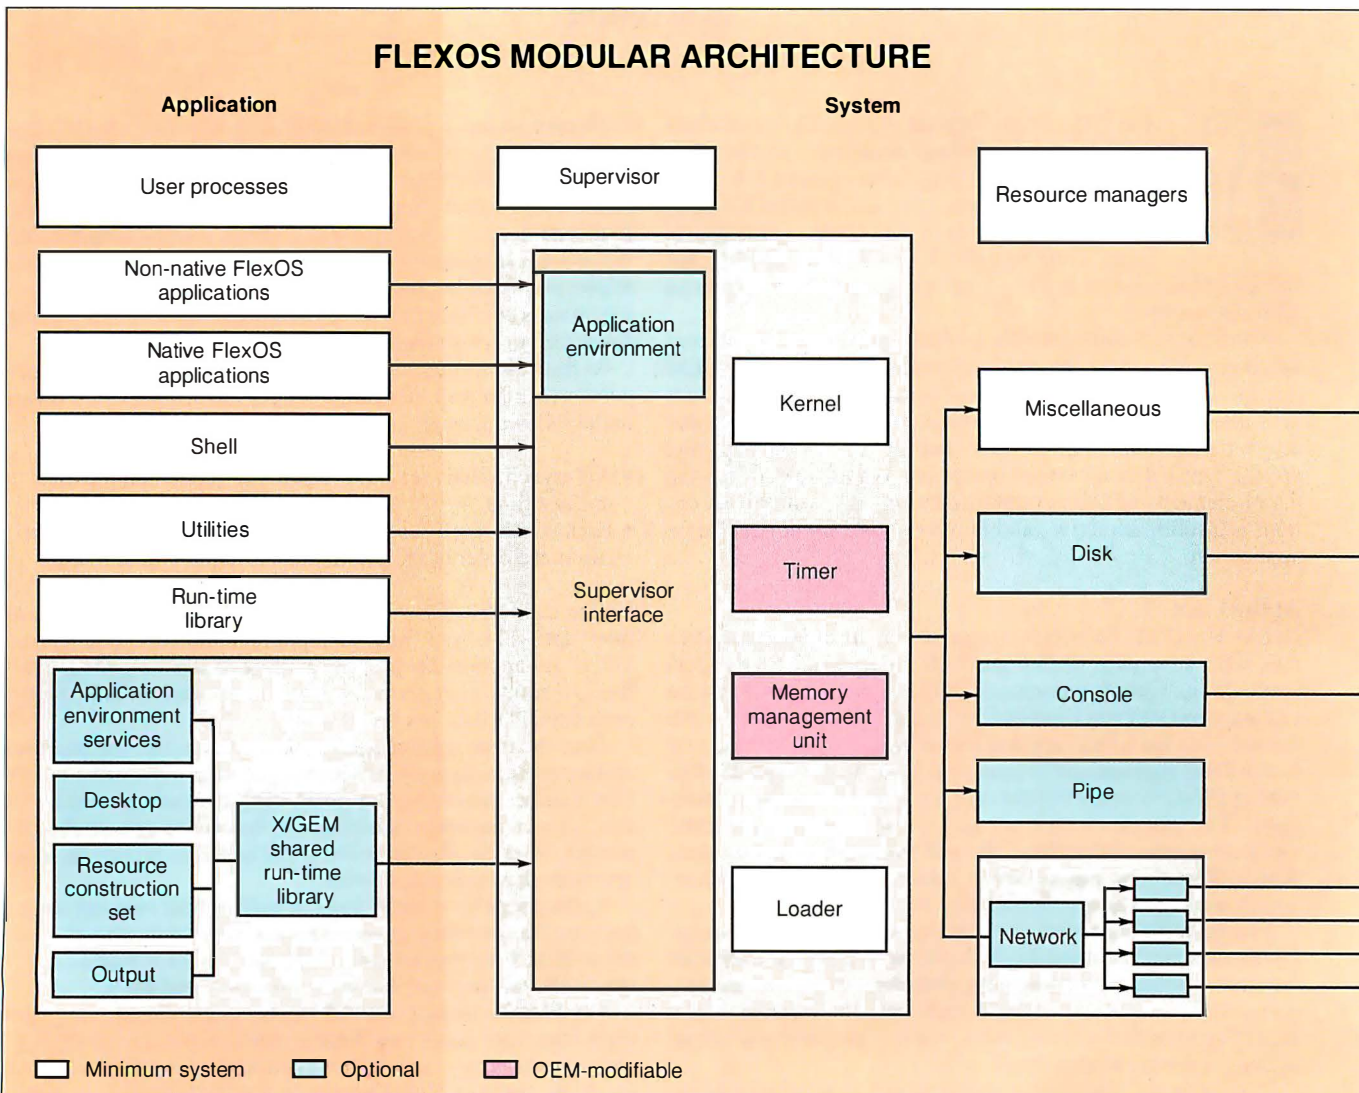 FLEXOS MODULAR ARCHITECTURE
Application
System
User processes
Supervisor
Resource managers
Non-native FlexOS
applications
Native FlexOS
applications
Shell
Utilities
Run-time
library
Application
environment
services
Desktop
Resource
construction
set
Output
X/GEM
shared
run-time
library
Application
environment
Supervisor
interface
Kernel
Timer
Memory
management
unit
Loader
Miscellaneous
Disk
Console
Pipe
Network
Minimum system
Optional
OEM-modifiable